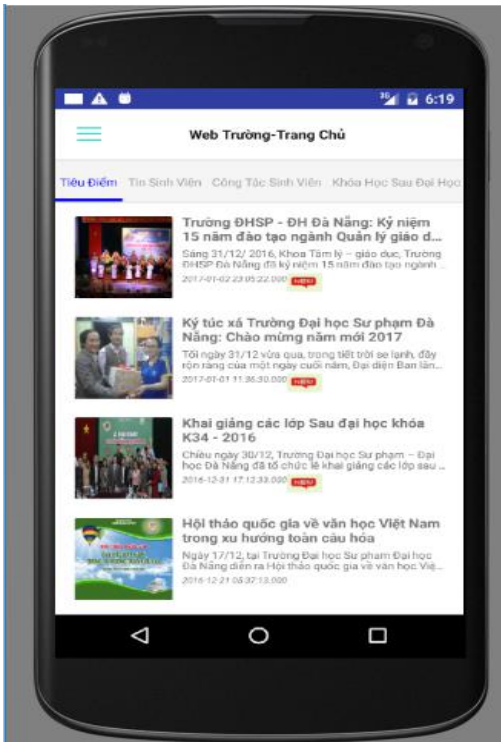 3G 6:19
Web Trường-Trang Chủ
Tiêu Điểm Tin Sinh Viên Công Tác Sinh Viên Khóa Học Sau Đại Học
Trường ĐHSP - ĐH Đà Nẵng: Kỷ niệm
15 năm đào tạo ngành Quản lý giáo d...
Sáng 31/12/ 2016, Khoa Tâm lý – giáo dục, Trường
ĐHSP Đà Nẵng đã kỷ niệm 15 năm đào tạo ngành ...
2017-01-02 23:05:22.000 NEW
Ký túc xá Trường Đại học Sư phạm Đà
Nẵng: Chào mừng năm mới 2017
Tối ngày 31/12 vừa qua, trong tiết trời se lạnh, đầy
rộn ràng của một ngày cuối năm, Đại diện Ban lãn...
2017-01-01 11:36:50.000 NEW
Khai giảng các lớp Sau đại học khóa
K34 - 2016
Chiều ngày 30/12, Trường Đại học Sư phạm – Đại
học Đà Nẵng đã tổ chức lễ khai giảng các lớp sau ...
2016-12-31 17:12:33.000 NEW
Hội thảo quốc gia về văn học Việt Nam
trong xu hướng toàn cầu hóa
Ngày 17/12, tại Trường Đại học Sư phạm Đại học
Đà Nẵng diễn ra Hội thảo quốc gia về văn học Việ...
2016-12-21 08:37:13.000